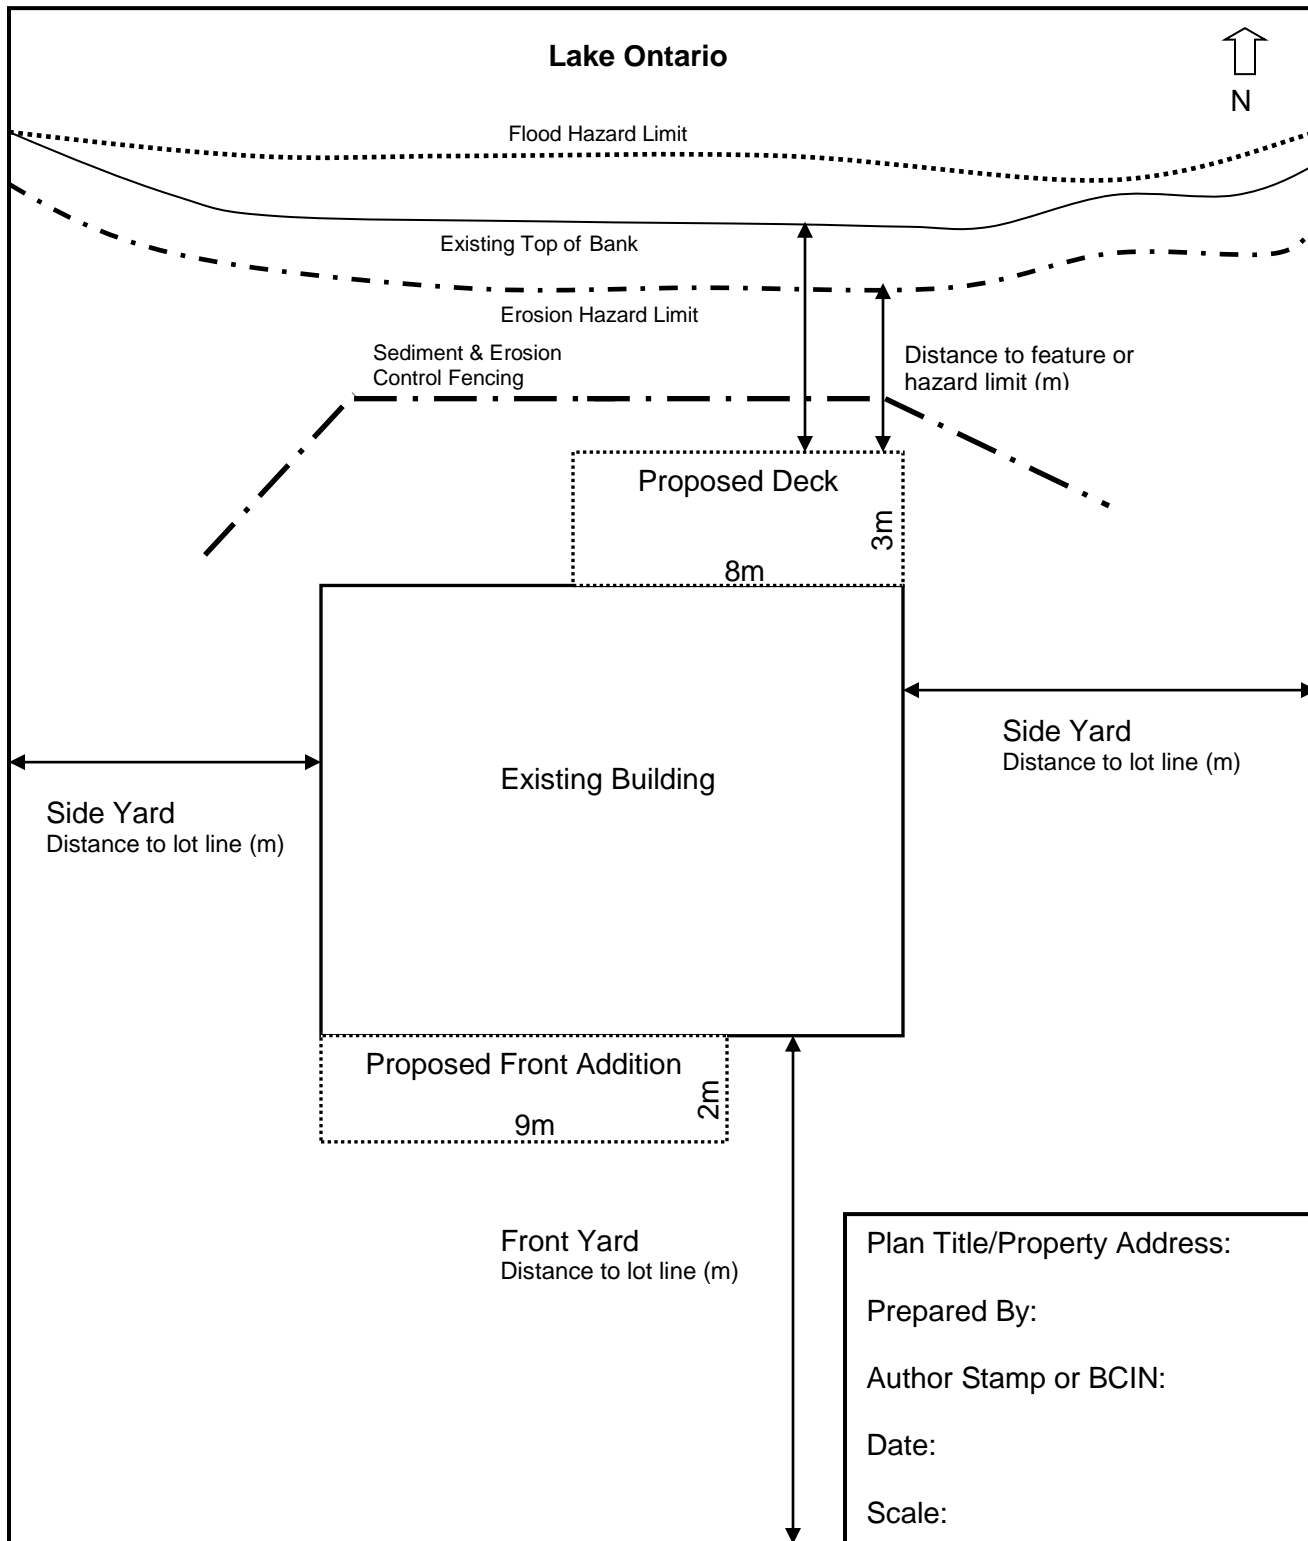 Lake Ontario
N
Flood Hazard Limit
Existing Top of Bank
Erosion Hazard Limit
Sediment & Erosion
Control Fencing
Distance to feature or
hazard limit (m)
Proposed Deck
3m
8m
Side Yard
Distance to lot line (m)
Existing Building
Side Yard
Distance to lot line (m)
Proposed Front Addition
2m
9m
Front Yard
Distance to lot line (m)
Plan Title/Property Address:
Prepared By:
Author Stamp or BCIN:
Date:
Scale: